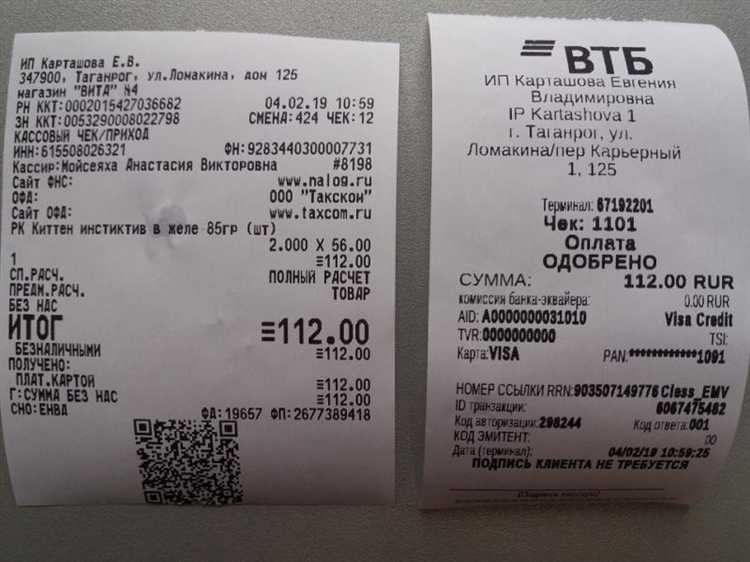 ИП Карташова Е.В.
347900, Таганрог, ул.Ломакина, дом 125
магазин "ВИТА" №4
РН ККТ:0002015427036682 04.02.19 10:59
ЗН ККТ:0053290008022798 СМЕНА:424 ЧЕК:12
КАССОВЫЙ ЧЕК/ПРИХОД
ИНН:615508026321 ФН:9283440300007731
Кассир:Мойсеяха Анастасия Викторовна #8198
Сайт ФНС: www.nalog.ru
ОФД: ООО "Такскон"
Сайт ОФД: www.taxcom.ru
РК Киттен инстиктив в желе 85гр (шт)
2.000 X 56.00
1 ≡112.00
СП.РАСЧ. ПОЛНЫЙ РАСЧЕТ
ПРЕДМ.РАСЧ. ТОВАР
БЕЗ НДС
ИТОГ ≡112.00
БЕЗНАЛИЧНЫМИ ≡112.00
ПОЛУЧЕНО:
ПЛАТ.КАРТОЙ ≡112.00
Г:СУММА БЕЗ НДС ≡112.00
СНО:ЕНВД
ФД:19657 ФП:2677389418
ВТБ
ИП Карташова Евгения
Владимировна
IP Kartashova 1
г. Таганрог, ул.
Ломакина/пер Карьерный
1, 125
Терминал: 67192201
Чек: 1101
Оплата
ОДОБРЕНО
СУММА: 112.00 RUR
комиссия банка-эквайера: 0.00 RUR
AID: A0000000031010 Visa Credit
TVR:0000000000 TSI:
Карта:VISA PAN:************1091
НОМЕР ССЫЛКИ RRN:903507149776 Cless_EMV
ID транзакции: 6067475482
Код авторизации: 298244 Код ответа: 001
КОД ЭМИТЕНТ: 00
Дата (терминал): 04/02/19 10:59:25
ПОДПИСЬ КЛИЕНТА НЕ ТРЕБУЕТСЯ